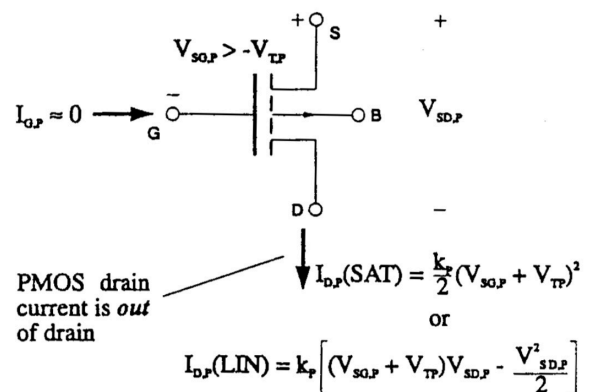 + S +
V_SG,P > -V_T,P
−
I_G,P ≈ 0
G
B
V_SD,P
D −
PMOS drain
current is out
of drain
I_D,P(SAT) = k_P/2 (V_SG,P + V_TP)²
or
I_D,P(LIN) = k_P[(V_SG,P + V_TP)V_SD,P - V²_SD,P/2]